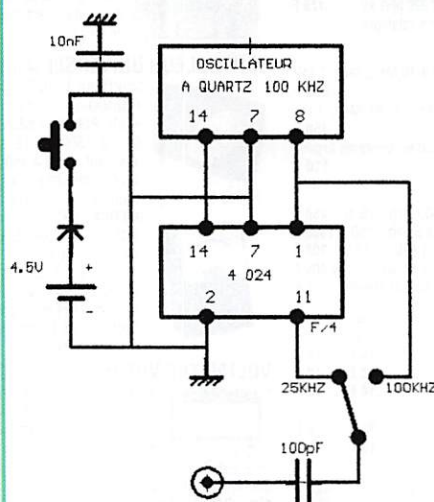 10nF
OSCILLATEUR
A QUARTZ 100 KHZ
14 7 8
14 7 1
4 024
4.5V +
-
2 11
F/4
25KHZ 100KHZ
100pF